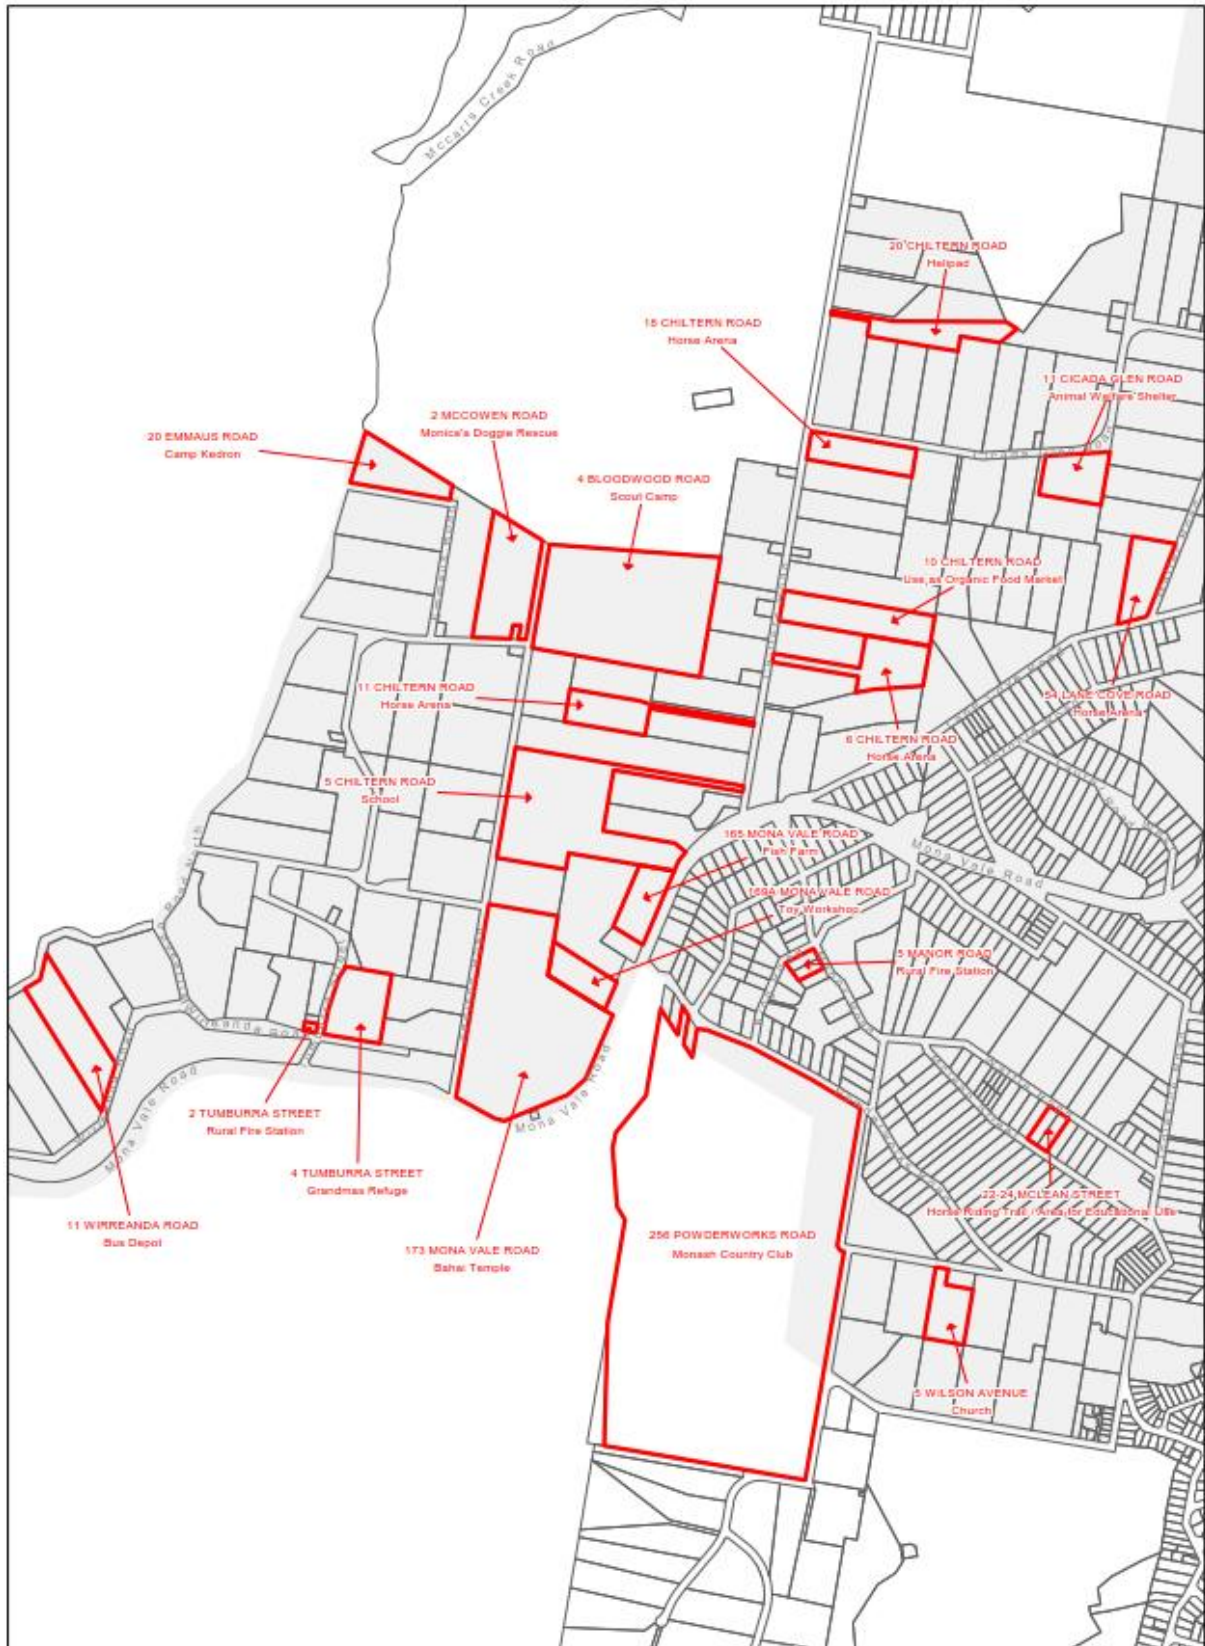 Mccarrs Creek Road
20 CHILTERN ROAD
Helipad
18 CHILTERN ROAD
Horse Arena
11 CICADA GLEN ROAD
Animal Welfare Shelter
2 MCCOWEN ROAD
Monica's Doggie Rescue
20 EMMAUS ROAD
Camp Kedron
4 BLOODWOOD ROAD
Scout Camp
10 CHILTERN ROAD
Use as Organic Food Market
11 CHILTERN ROAD
Horse Arena
54 LANE COVE ROAD
Horse Arena
6 CHILTERN ROAD
Horse Arena
5 CHILTERN ROAD
School
165 MONA VALE ROAD
Fish Farm
Mona Vale Road
169A MONA VALE ROAD
Toy Workshop
5 MANOR ROAD
Rural Fire Station
Wirreanda Road
Mona Vale Road
Mona Vale Road
2 TUMBURRA STREET
Rural Fire Station
4 TUMBURRA STREET
Grandmas Refuge
22-24 MCLEAN STREET
Horse Riding Trail / Area for Educational Use
11 WIRREANDA ROAD
Bus Depot
173 MONA VALE ROAD
Bahai Temple
256 POWDERWORKS ROAD
Monash Country Club
5 WILSON AVENUE
Church